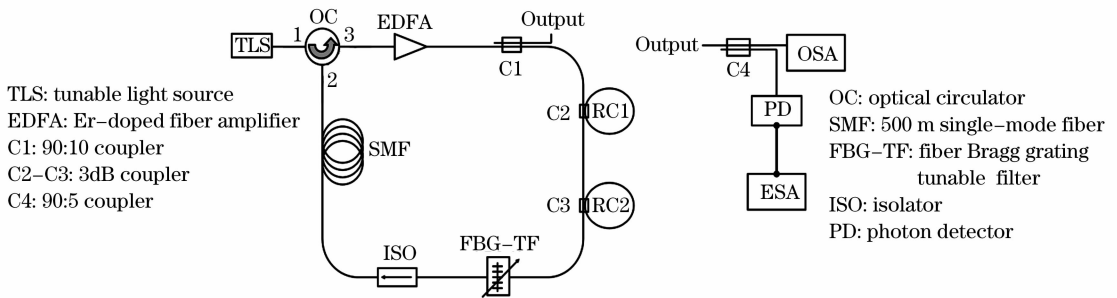 OC
EDFA
Output
TLS
1
3
2
C1
Output
C4
OSA
PD
ESA
C2
RC1
C3
RC2
SMF
ISO
FBG–TF
TLS: tunable light source
EDFA: Er–doped fiber amplifier
C1: 90:10 coupler
C2–C3: 3dB coupler
C4: 90:5 coupler
OC: optical circulator
SMF: 500 m single–mode fiber
FBG–TF: fiber Bragg grating
tunable filter
ISO: isolator
PD: photon detector